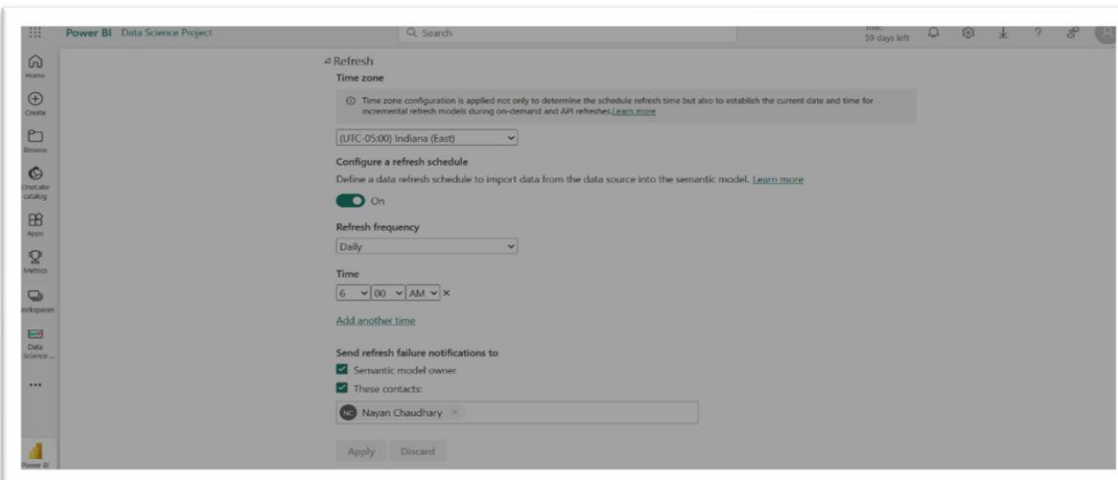 Power BI Data Science Project
Search
59 days left
Home
Create
Browse
OneLake catalog
Apps
Metrics
Workspaces
Data Science ...
Power BI
Refresh
Time zone
Time zone configuration is applied not only to determine the schedule refresh time but also to establish the current date and time for
incremental refresh models during on-demand and API refreshes.Learn more
(UTC-05:00) Indiana (East)
Configure a refresh schedule
Define a data refresh schedule to import data from the data source into the semantic model. Learn more
On
Refresh frequency
Daily
Time
6 00 AM
Add another time
Send refresh failure notifications to
Semantic model owner
These contacts:
NC Nayan Chaudhary
Apply Discard